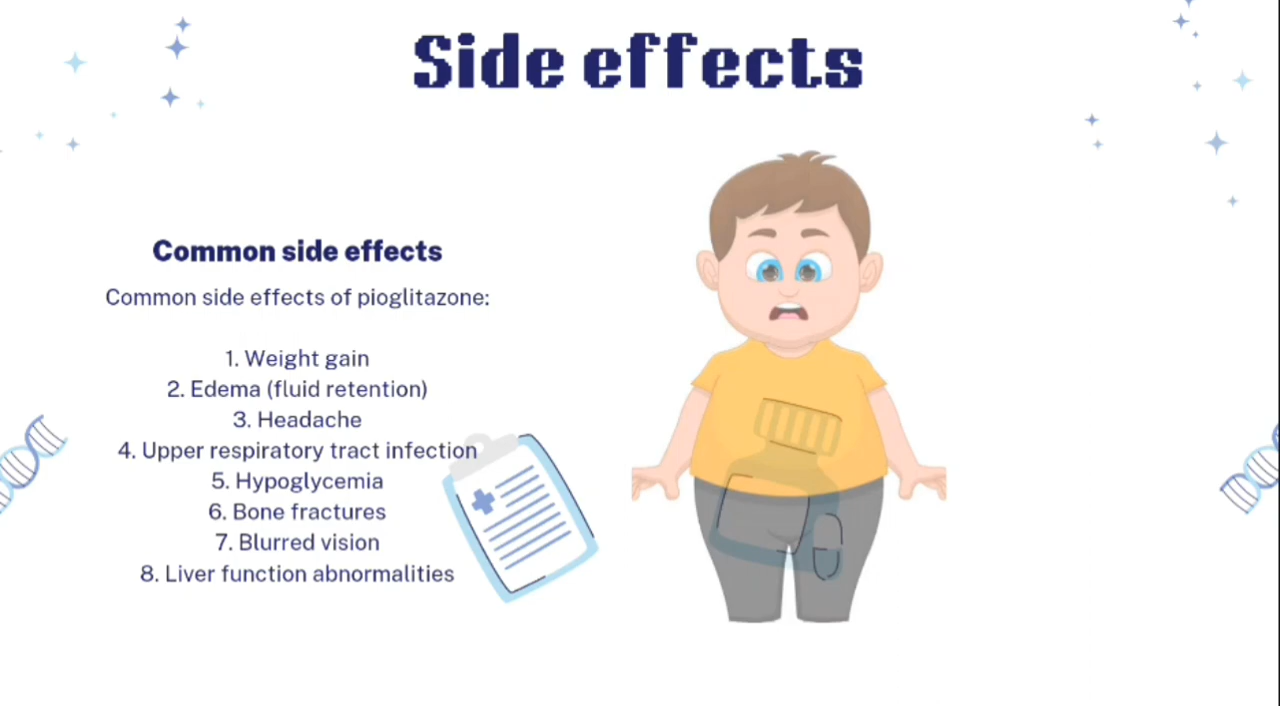 Side effects
Common side effects
Common side effects of pioglitazone:
1. Weight gain
2. Edema (fluid retention)
3. Headache
4. Upper respiratory tract infection
5. Hypoglycemia
6. Bone fractures
7. Blurred vision
8. Liver function abnormalities